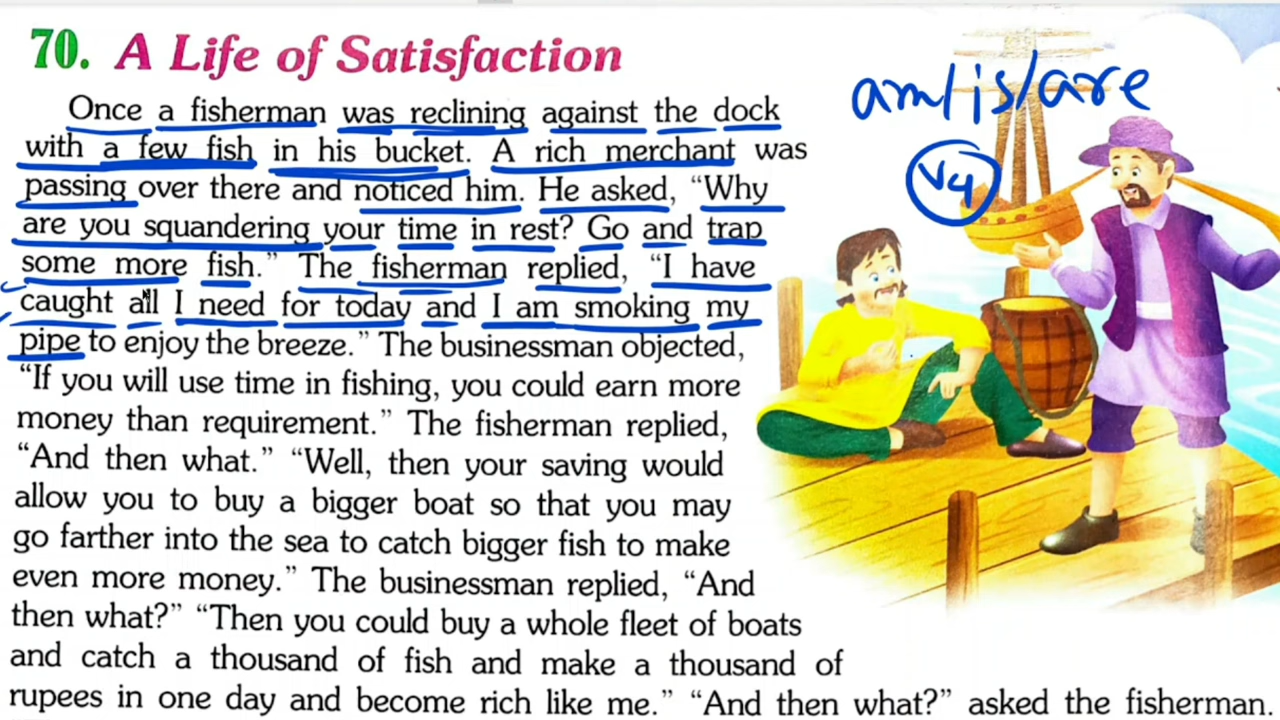 70. A Life of Satisfaction
am/is/are
V4
Once a fisherman was reclining against the dock
with a few fish in his bucket. A rich merchant was
passing over there and noticed him. He asked, “Why
are you squandering your time in rest? Go and trap
some more fish.” The fisherman replied, “I have
caught all I need for today and I am smoking my
pipe to enjoy the breeze.” The businessman objected,
“If you will use time in fishing, you could earn more
money than requirement.” The fisherman replied,
“And then what.” “Well, then your saving would
allow you to buy a bigger boat so that you may
go farther into the sea to catch bigger fish to make
even more money.” The businessman replied, “And
then what?” “Then you could buy a whole fleet of boats
and catch a thousand of fish and make a thousand of
rupees in one day and become rich like me.” “And then what?” asked the fisherman.